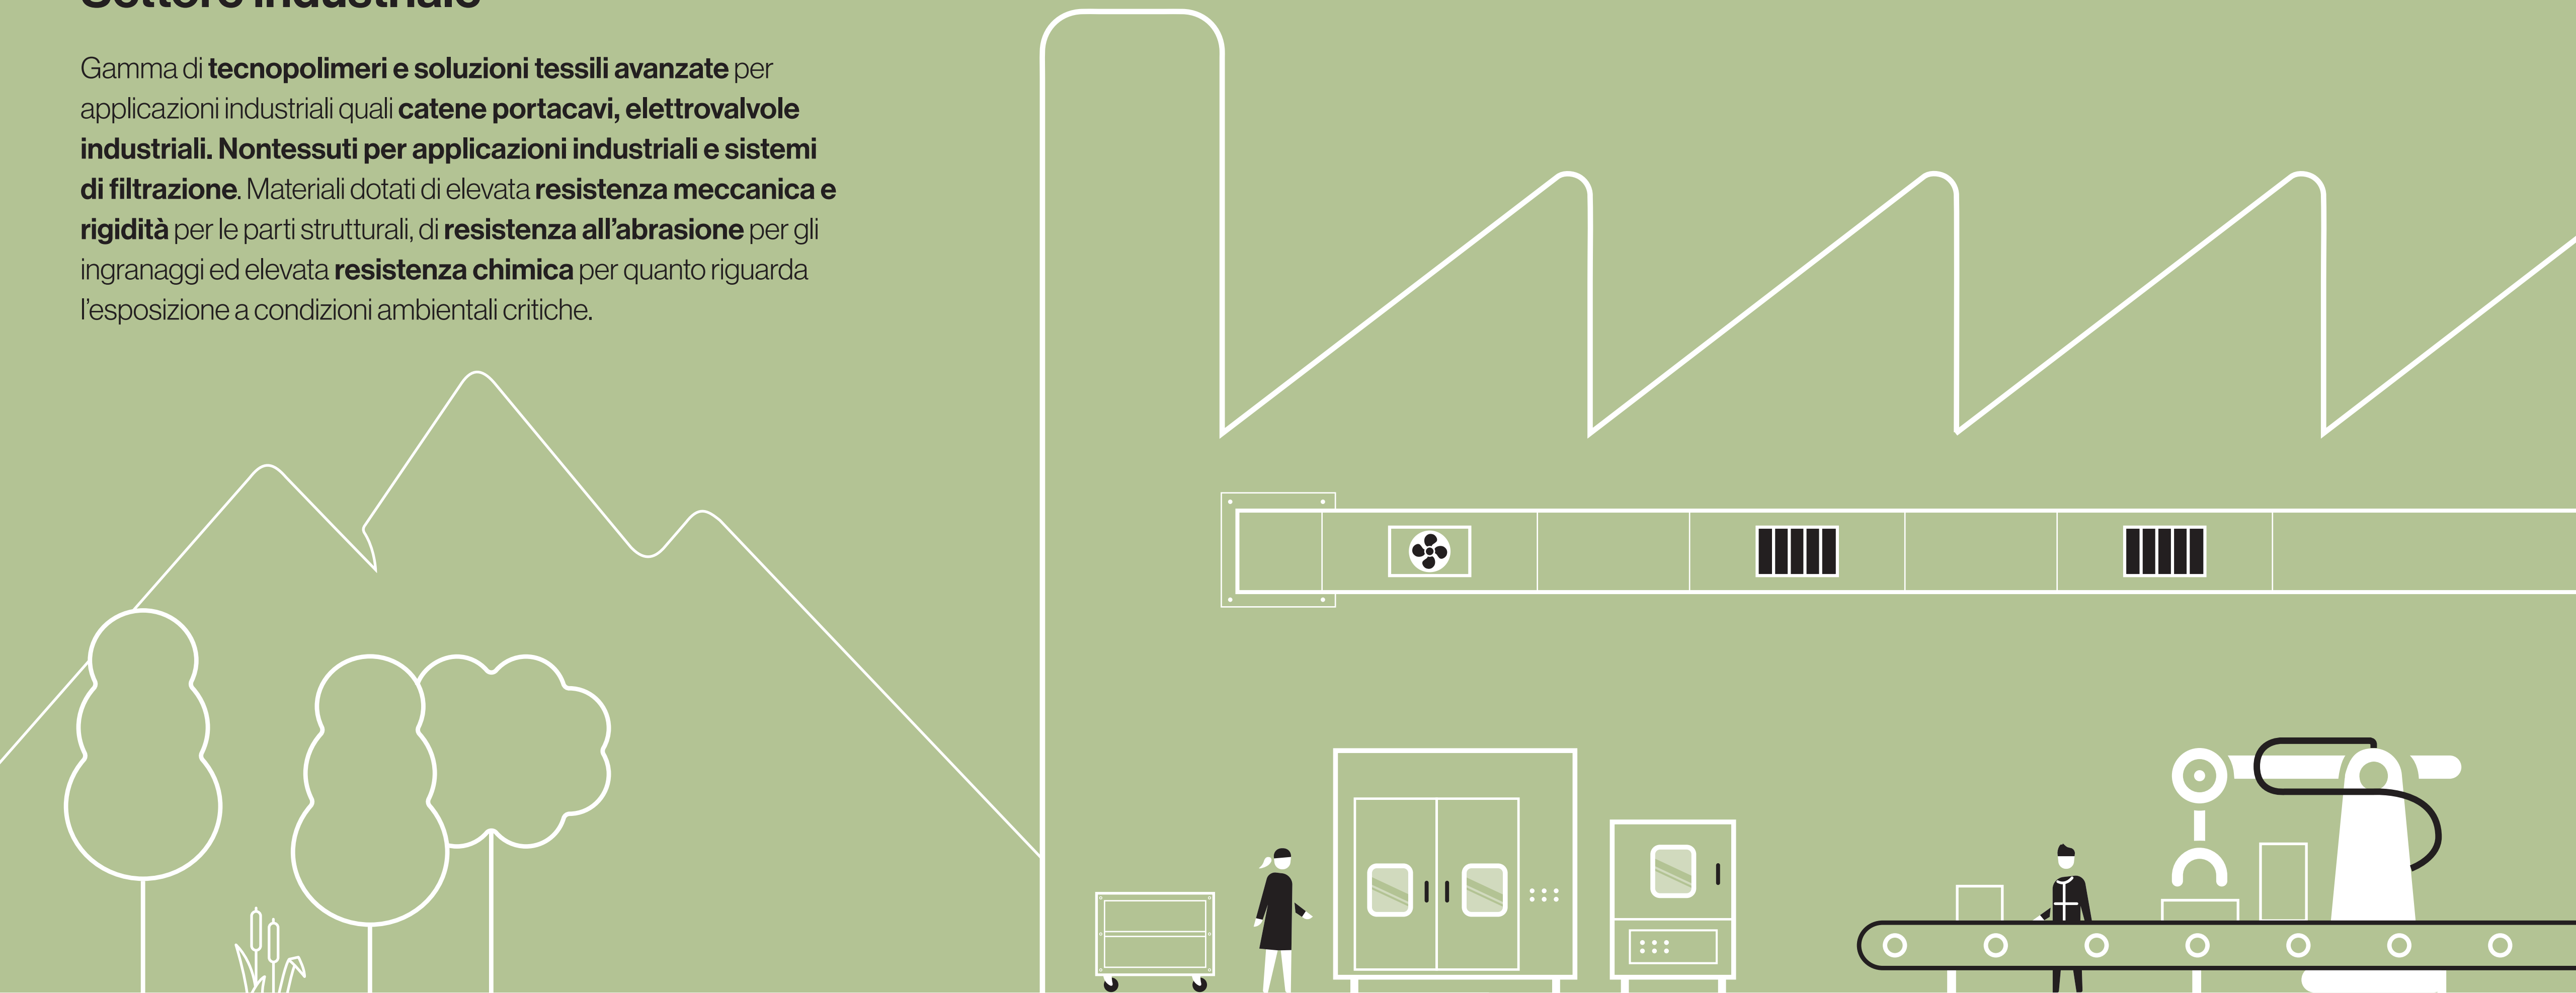 Settore industriale
Gamma di tecnopolimeri e soluzioni tessili avanzate per
applicazioni industriali quali catene portacavi, elettrovalvole
industriali. Nontessuti per applicazioni industriali e sistemi
di filtrazione. Materiali dotati di elevata resistenza meccanica e
rigidità per le parti strutturali, di resistenza all’abrasione per gli
ingranaggi ed elevata resistenza chimica per quanto riguarda
l’esposizione a condizioni ambientali critiche.